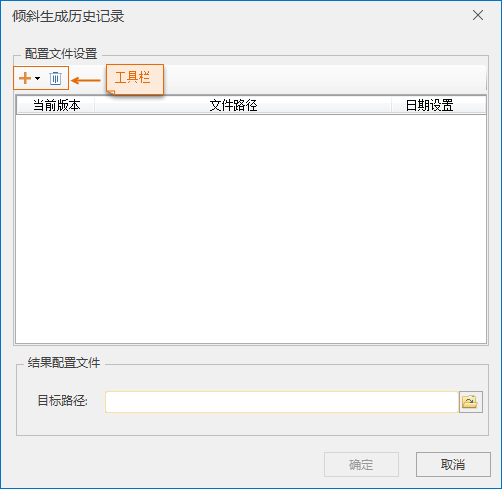 倾斜生成历史记录
配置文件设置
工具栏
当前版本 文件路径 日期设置
结果配置文件
目标路径:
确定 取消